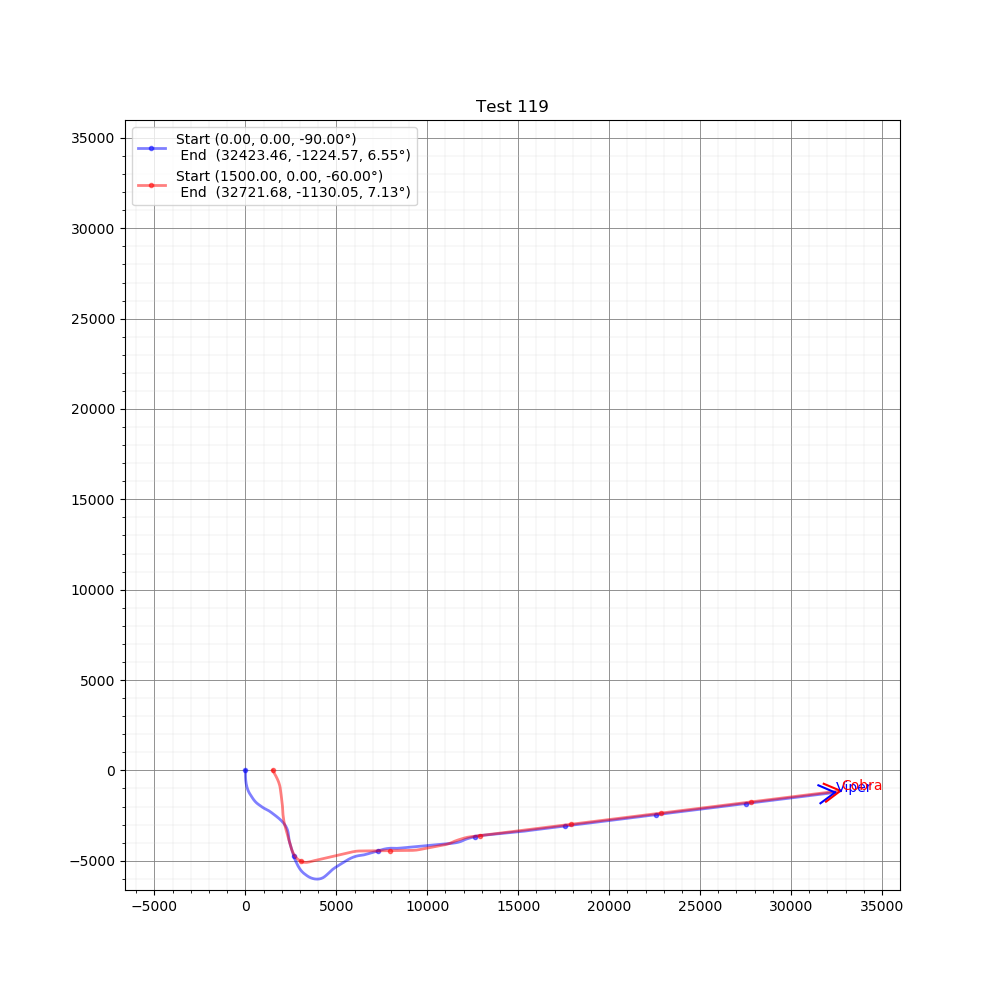 Test 119
Start (0.00, 0.00, -90.00°)
End  (32423.46, -1224.57, 6.55°)
Start (1500.00, 0.00, -60.00°)
End  (32721.68, -1130.05, 7.13°)
35000
30000
25000
20000
15000
10000
5000
0
−5000
Cobra
Viper
−5000 0 5000 10000 15000 20000 25000 30000 35000